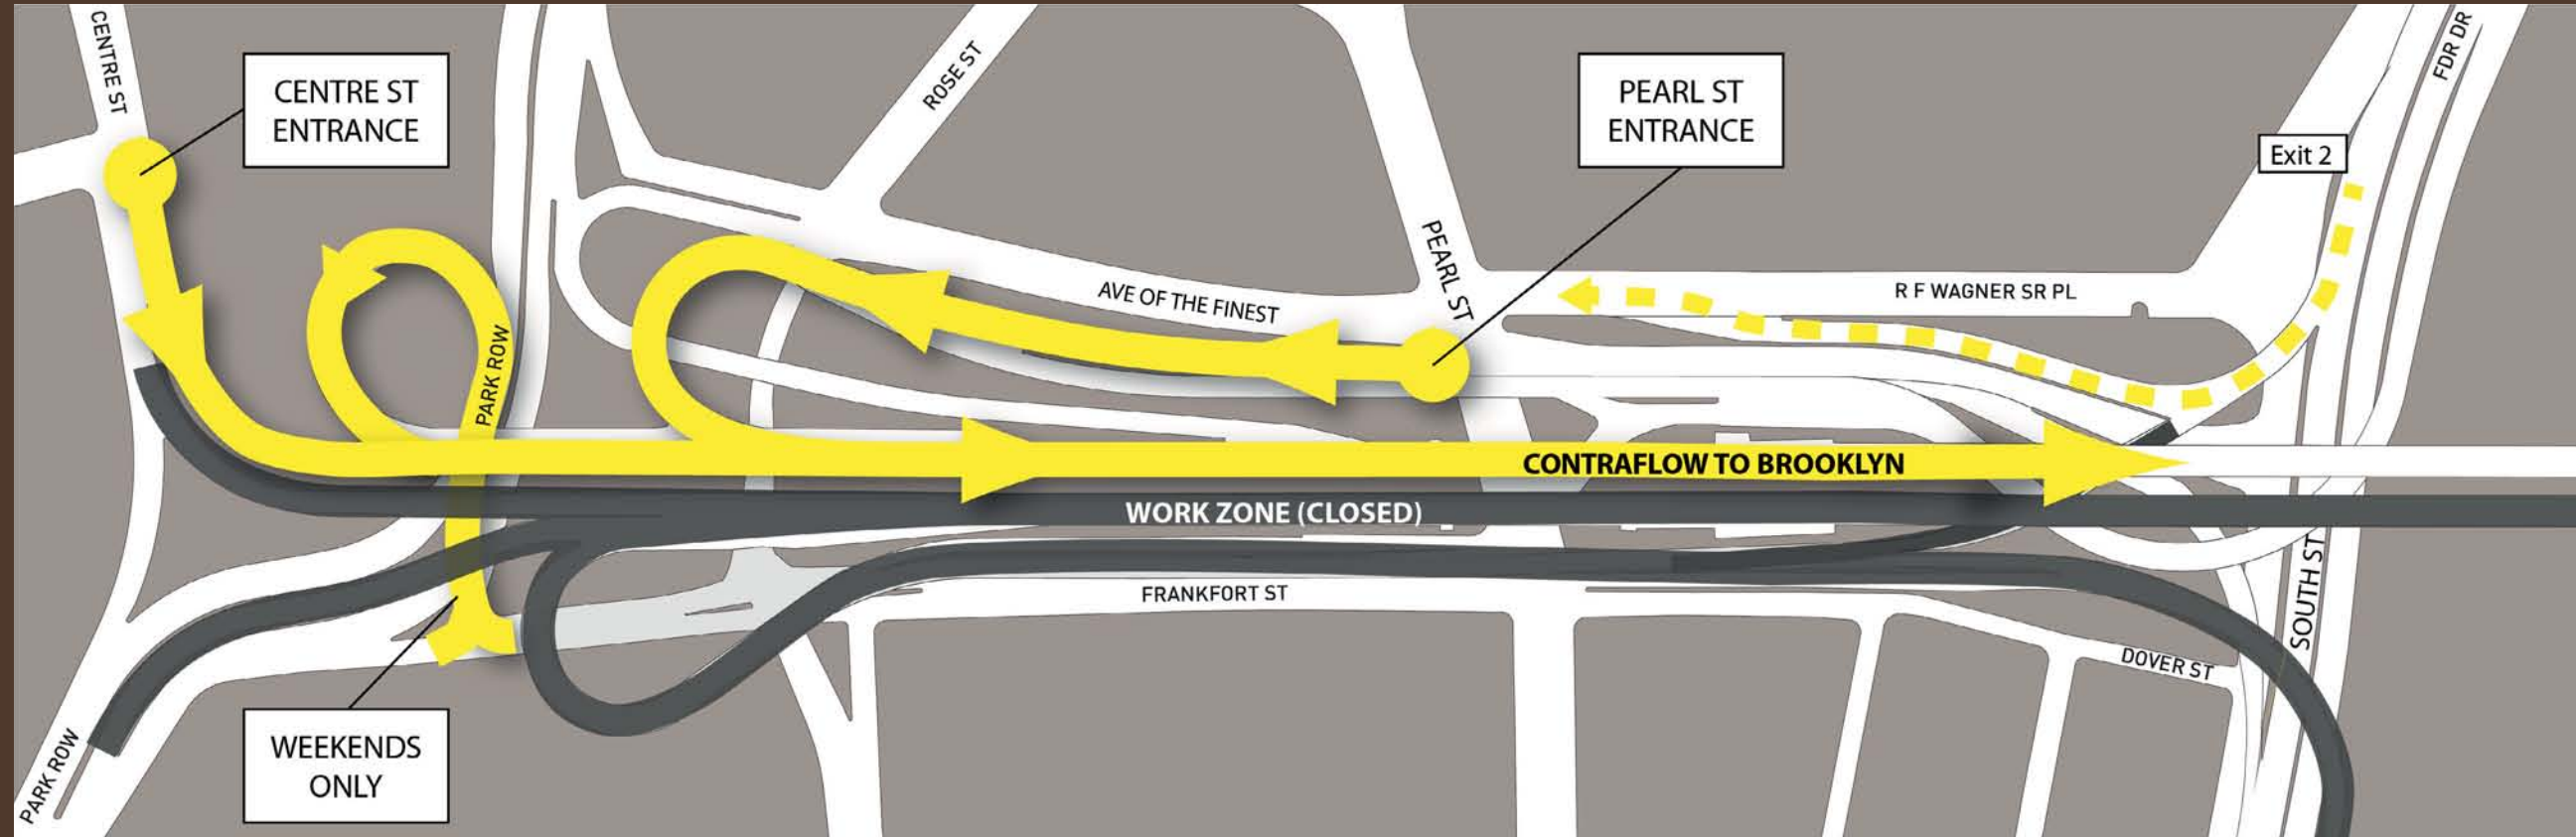 CENTRE ST
CENTRE ST
ENTRANCE
ROSE ST
PEARL ST
ENTRANCE
FDR DR
Exit 2
PEARL ST
AVE OF THE FINEST
R F WAGNER SR PL
PARK ROW
CONTRAFLOW TO BROOKLYN
WORK ZONE (CLOSED)
FRANKFORT ST
SOUTH ST
DOVER ST
WEEKENDS
ONLY
PARK ROW